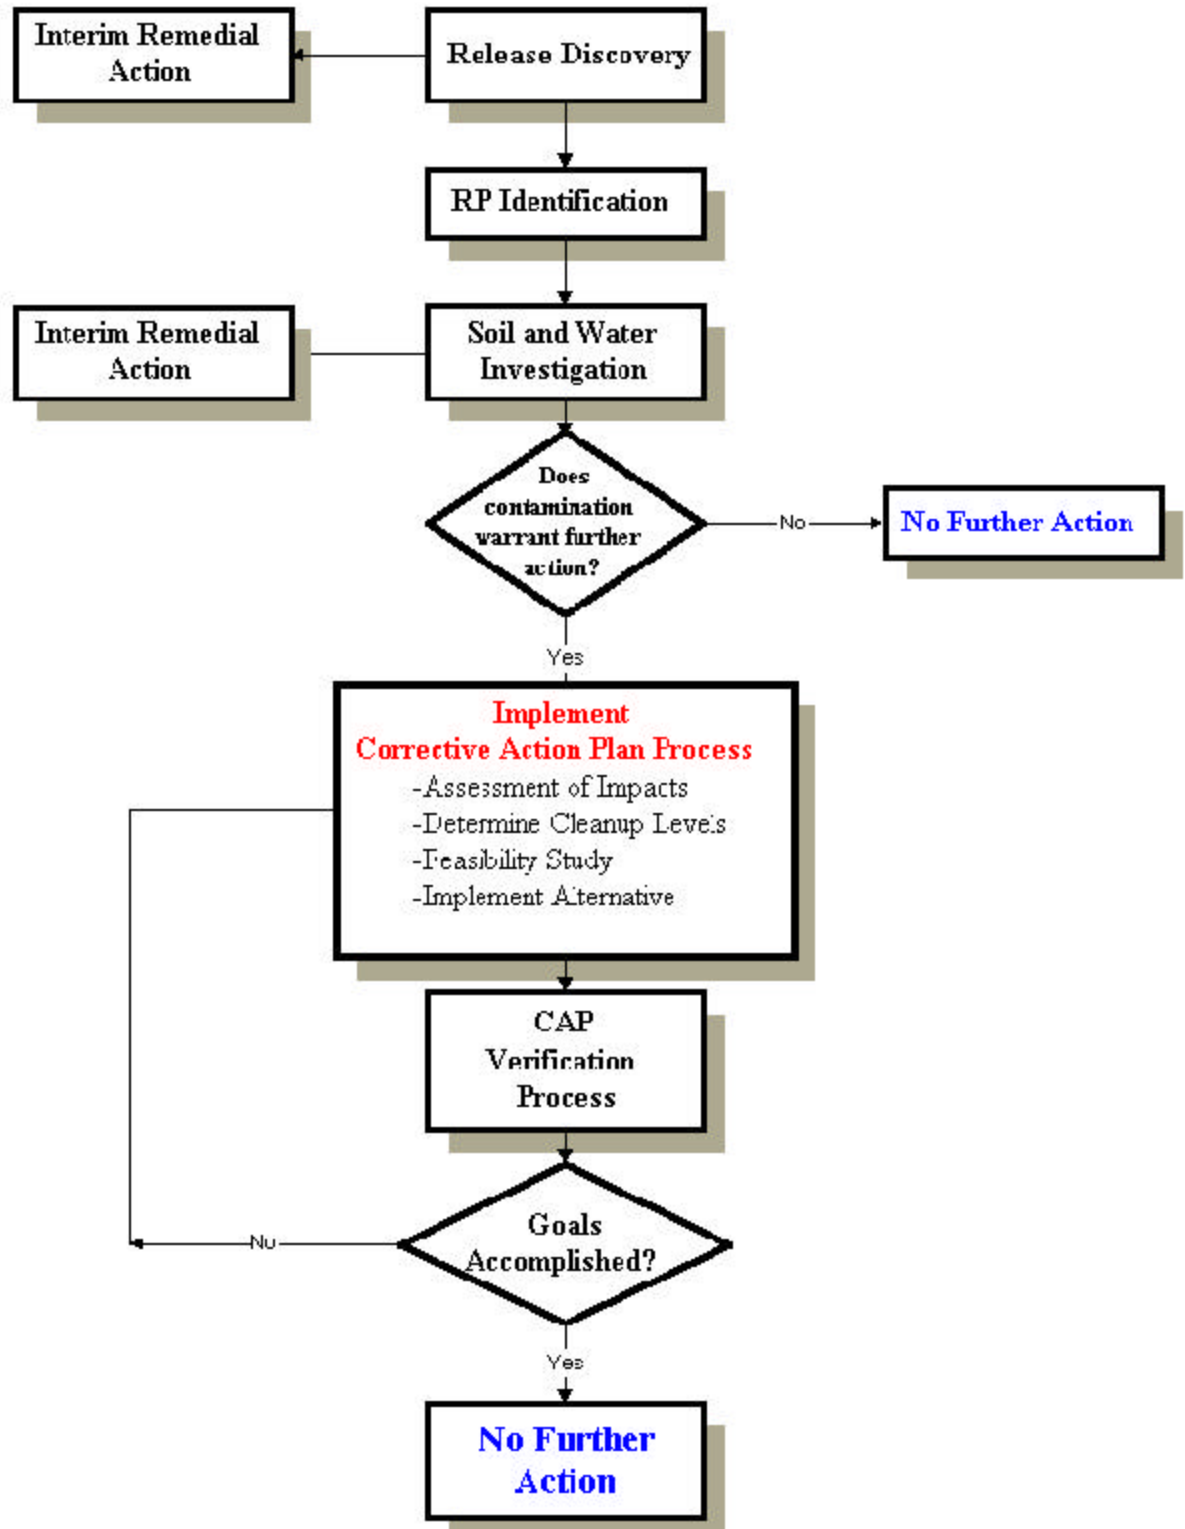 Interim Remedial
Action
Release Discovery
RP Identification
Interim Remedial
Action
Soil and Water
Investigation
Does
contamination
warrant further
action?
No
No Further Action
Yes
Implement
Corrective Action Plan Process
-Assessment of Impacts
-Determine Cleanup Levels
-Feasibility Study
-Implement Alternative
CAP
Verification
Process
Goals
Accomplished?
No
Yes
No Further
Action